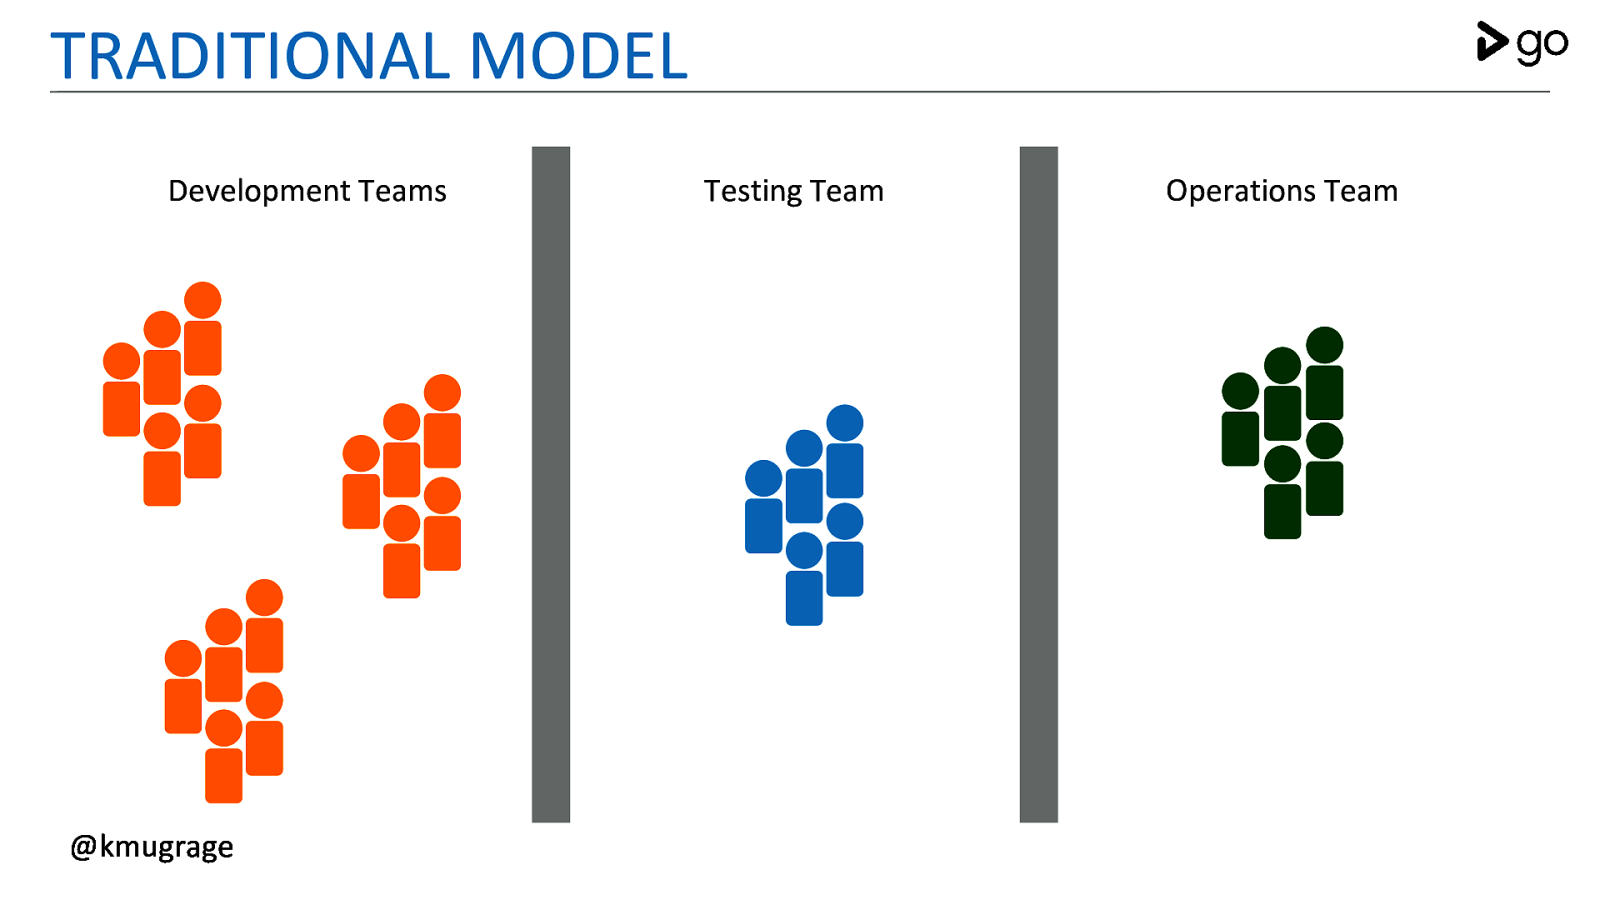 TRADITIONAL MODEL
go
Development Teams
Testing Team
Operations Team
@kmugrage